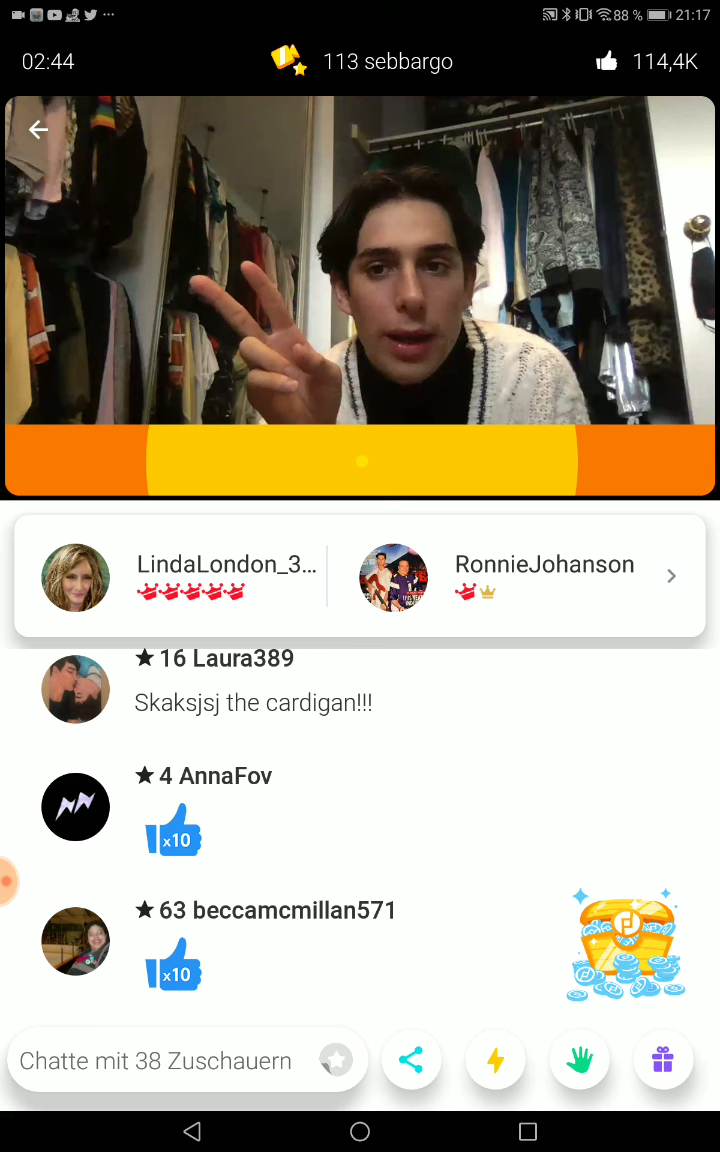 88 % 21:17
02:44 113 sebbargo 114,4K
LindaLondon_3... RonnieJohanson
★ 16 Laura389
Skaksjsj the cardigan!!!
★ 4 AnnaFov
x10
★ 63 beccamcmillan571
x10
Chatte mit 38 Zuschauern